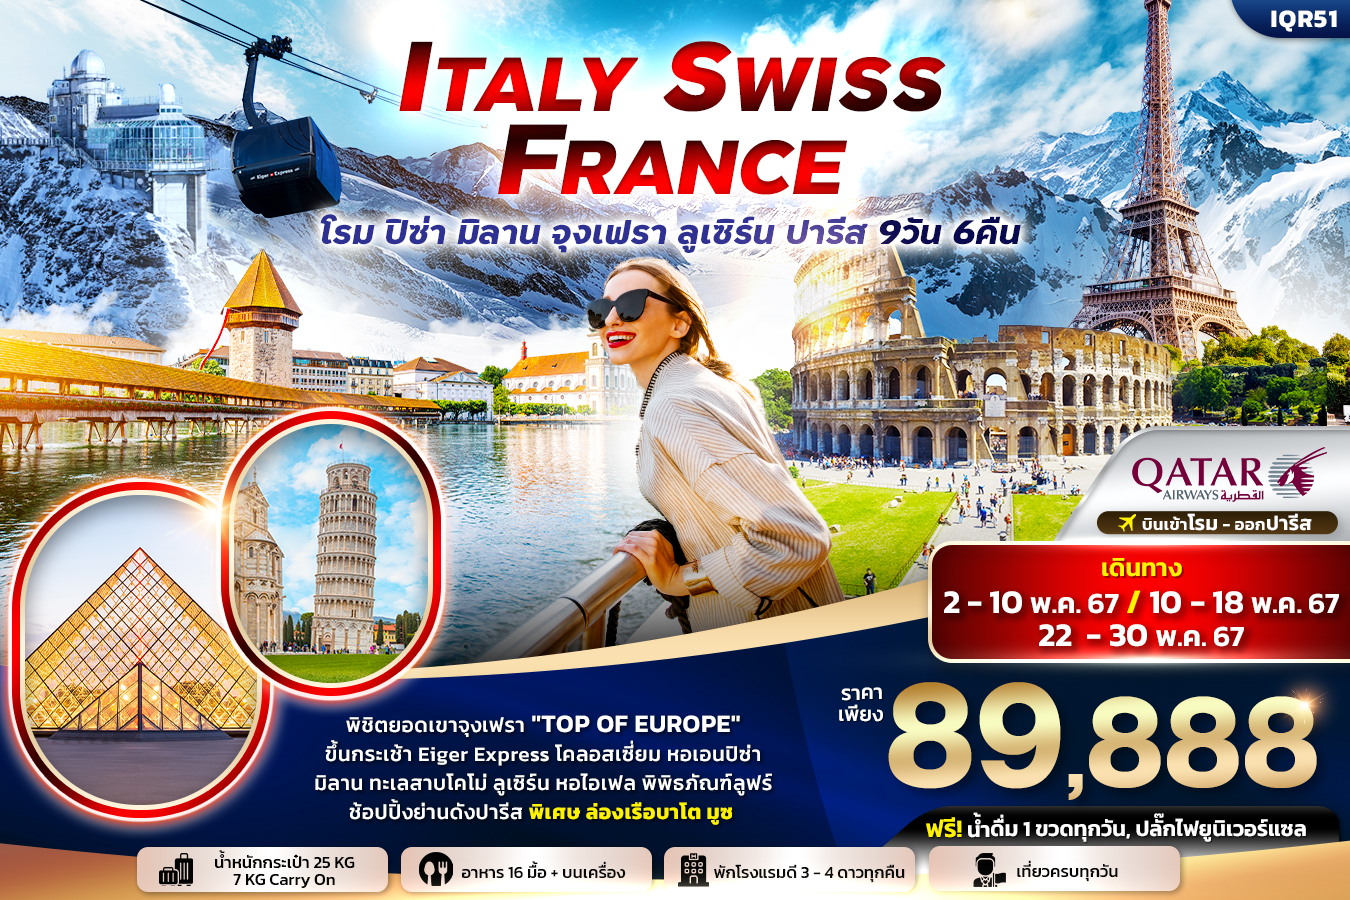 IQR51
ITALY SWISS
FRANCE
โรม ปิซ่า มิลาน จุงเฟรา ลูเซิร์น ปารีส 9วัน 6คืน
Eiger Express
QATAR
AIRWAYS القطرية
บินเข้าโรม - ออกปารีส
เดินทาง
2 - 10 พ.ค. 67 / 10 - 18 พ.ค. 67
22 - 30 พ.ค. 67
ราคา
เพียง
89,888
พิชิตยอดเขาจุงเฟรา "TOP OF EUROPE"
ขึ้นกระเช้า Eiger Express โคลอสเซี่ยม หอเอนปิซ่า
มิลาน ทะเลสาบโคโม่ ลูเซิร์น หอไอเฟล พิพิธภัณฑ์ลูฟร์
ช้อปปิ้งย่านดังปารีส พิเศษ ล่องเรือบาโต มูซ
ฟรี! น้ำดื่ม 1 ขวดทุกวัน, ปลั๊กไฟยูนิเวอร์แซล
น้ำหนักกระเป๋า 25 KG
7 KG Carry On
อาหาร 16 มื้อ + บนเครื่อง
พักโรงแรมดี 3 - 4 ดาวทุกคืน
เที่ยวครบทุกวัน